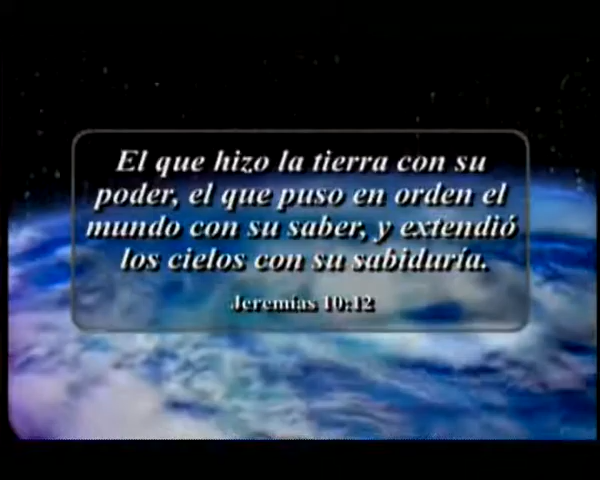 El que hizo la tierra con su
poder, el que puso en orden el
mundo con su saber, y extendió
los cielos con su sabiduría.
Jeremías 10:12